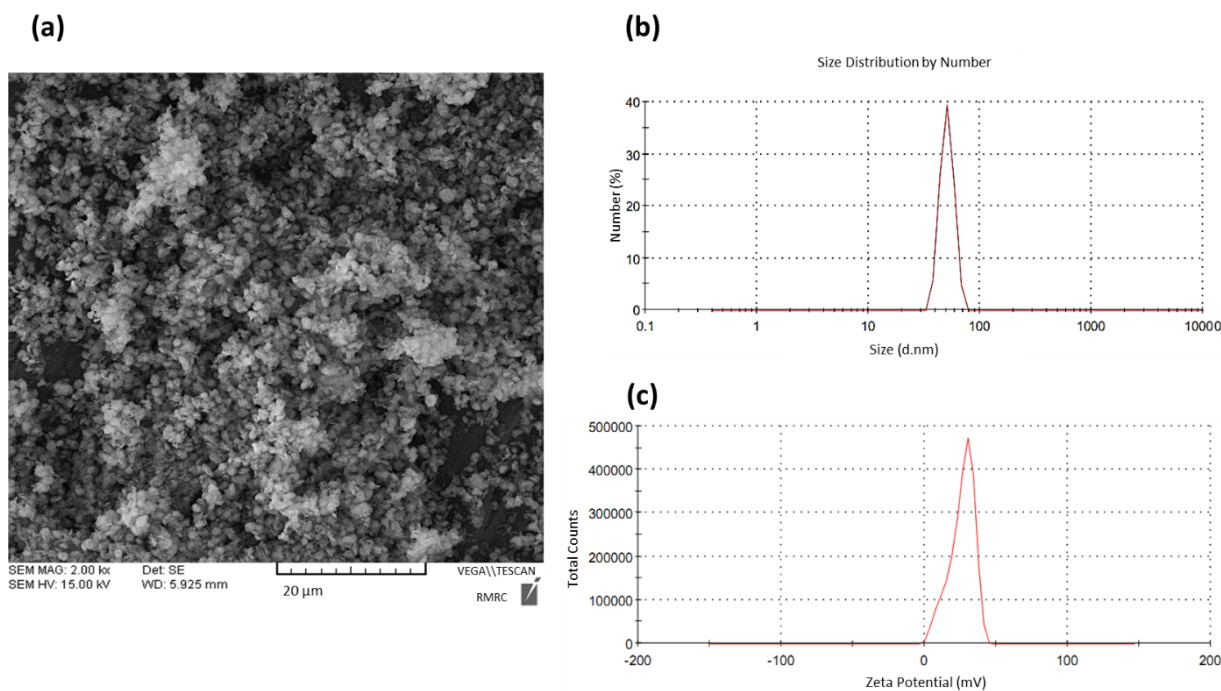 (a)
SEM MAG: 2.00 kx Det: SE
SEM HV: 15.00 kV WD: 5.925 mm
20 µm
VEGA\\TESCAN
RMRC
(b)
Size Distribution by Number
40
30
20
10
0
Number (%)
0.1 1 10 100 1000 10000
Size (d.nm)
(c)
500000
400000
300000
200000
100000
0
Total Counts
-200 -100 0 100 200
Zeta Potential (mV)